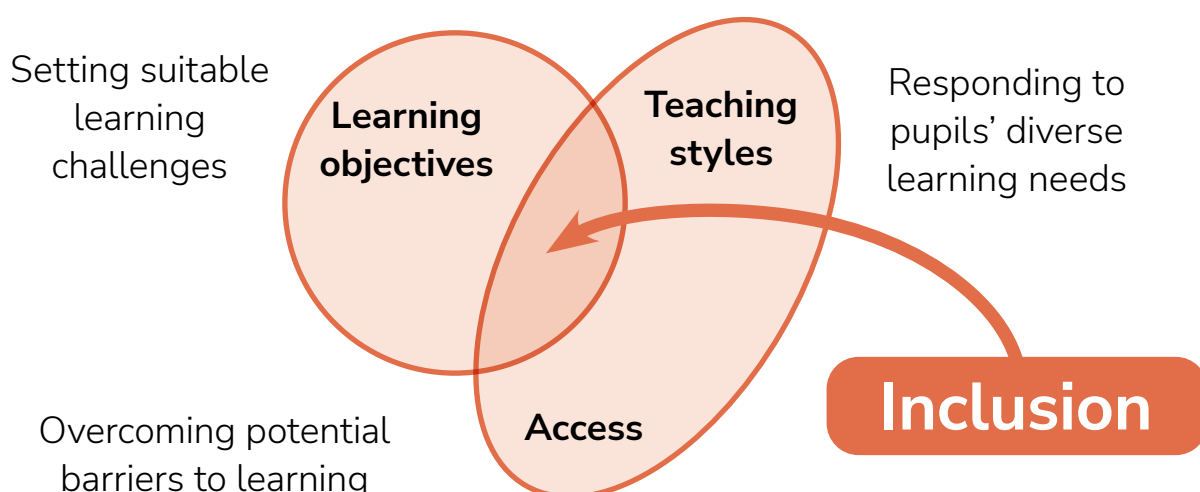 Setting suitable
learning
challenges
Learning
objectives
Teaching
styles
Responding to
pupils’ diverse
learning needs
Inclusion
Access
Overcoming potential
barriers to learning